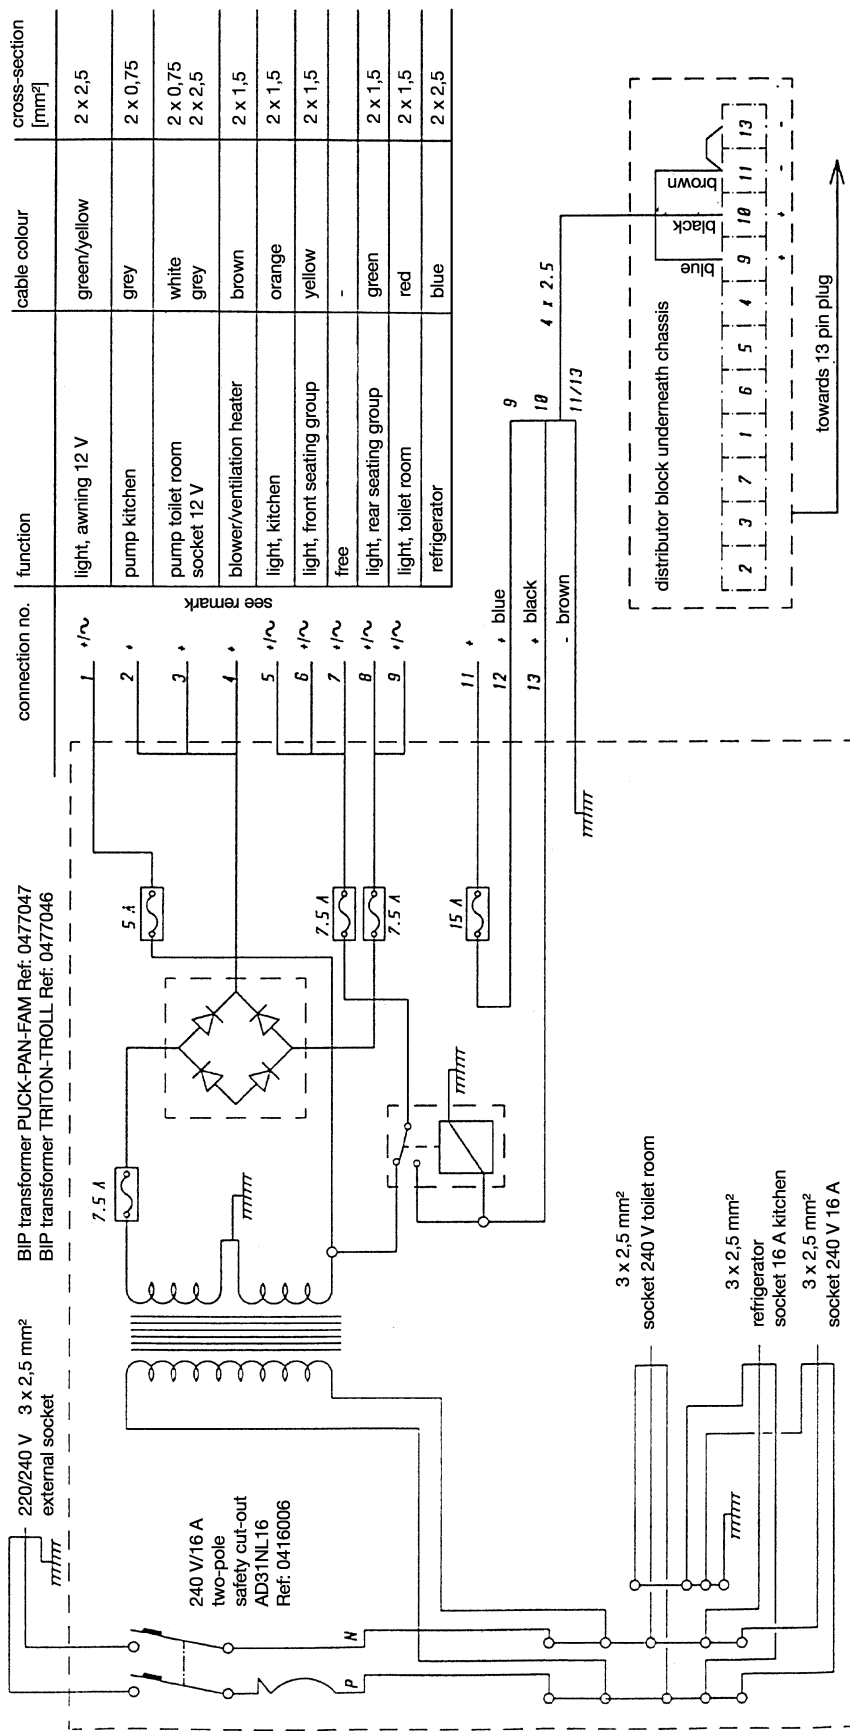 220/240 V 3 x 2,5 mm²
external socket
BIP transformer PUCK-PAN-FAM Ref: 0477047
BIP transformer TRITON-TROLL Ref: 0477046
connection no.
function
cable colour
cross-section
[mm²]
1 +/~
light, awning 12 V
green/yellow
2 x 2,5
2 +
pump kitchen
grey
2 x 0,75
3 +
pump toilet room
socket 12 V
white
grey
2 x 0,75
2 x 2,5
4 +
blower/ventilation heater
brown
2 x 1,5
5 +/~
light, kitchen
orange
2 x 1,5
6 +/~
light, front seating group
yellow
2 x 1,5
7 +/~
free
-
8 +/~
light, rear seating group
green
2 x 1,5
9 +/~
light, toilet room
red
2 x 1,5
refrigerator
blue
2 x 2,5
see remark
11 +
12 + blue
13 + black
- brown
9
10
11/13
4 x 2.5
5 A
7.5 A
7.5 A
7.5 A
15 A
240 V/16 A
two-pole
safety cut-out
AD31NL16
Ref: 0416006
N
P
3 x 2,5 mm²
socket 240 V toilet room
3 x 2,5 mm²
refrigerator
socket 16 A kitchen
3 x 2,5 mm²
socket 240 V 16 A
distributor block underneath chassis
blue
black
brown
2 3 7 1 6 5 4 9 10 11 13
+ + - -
towards 13 pin plug